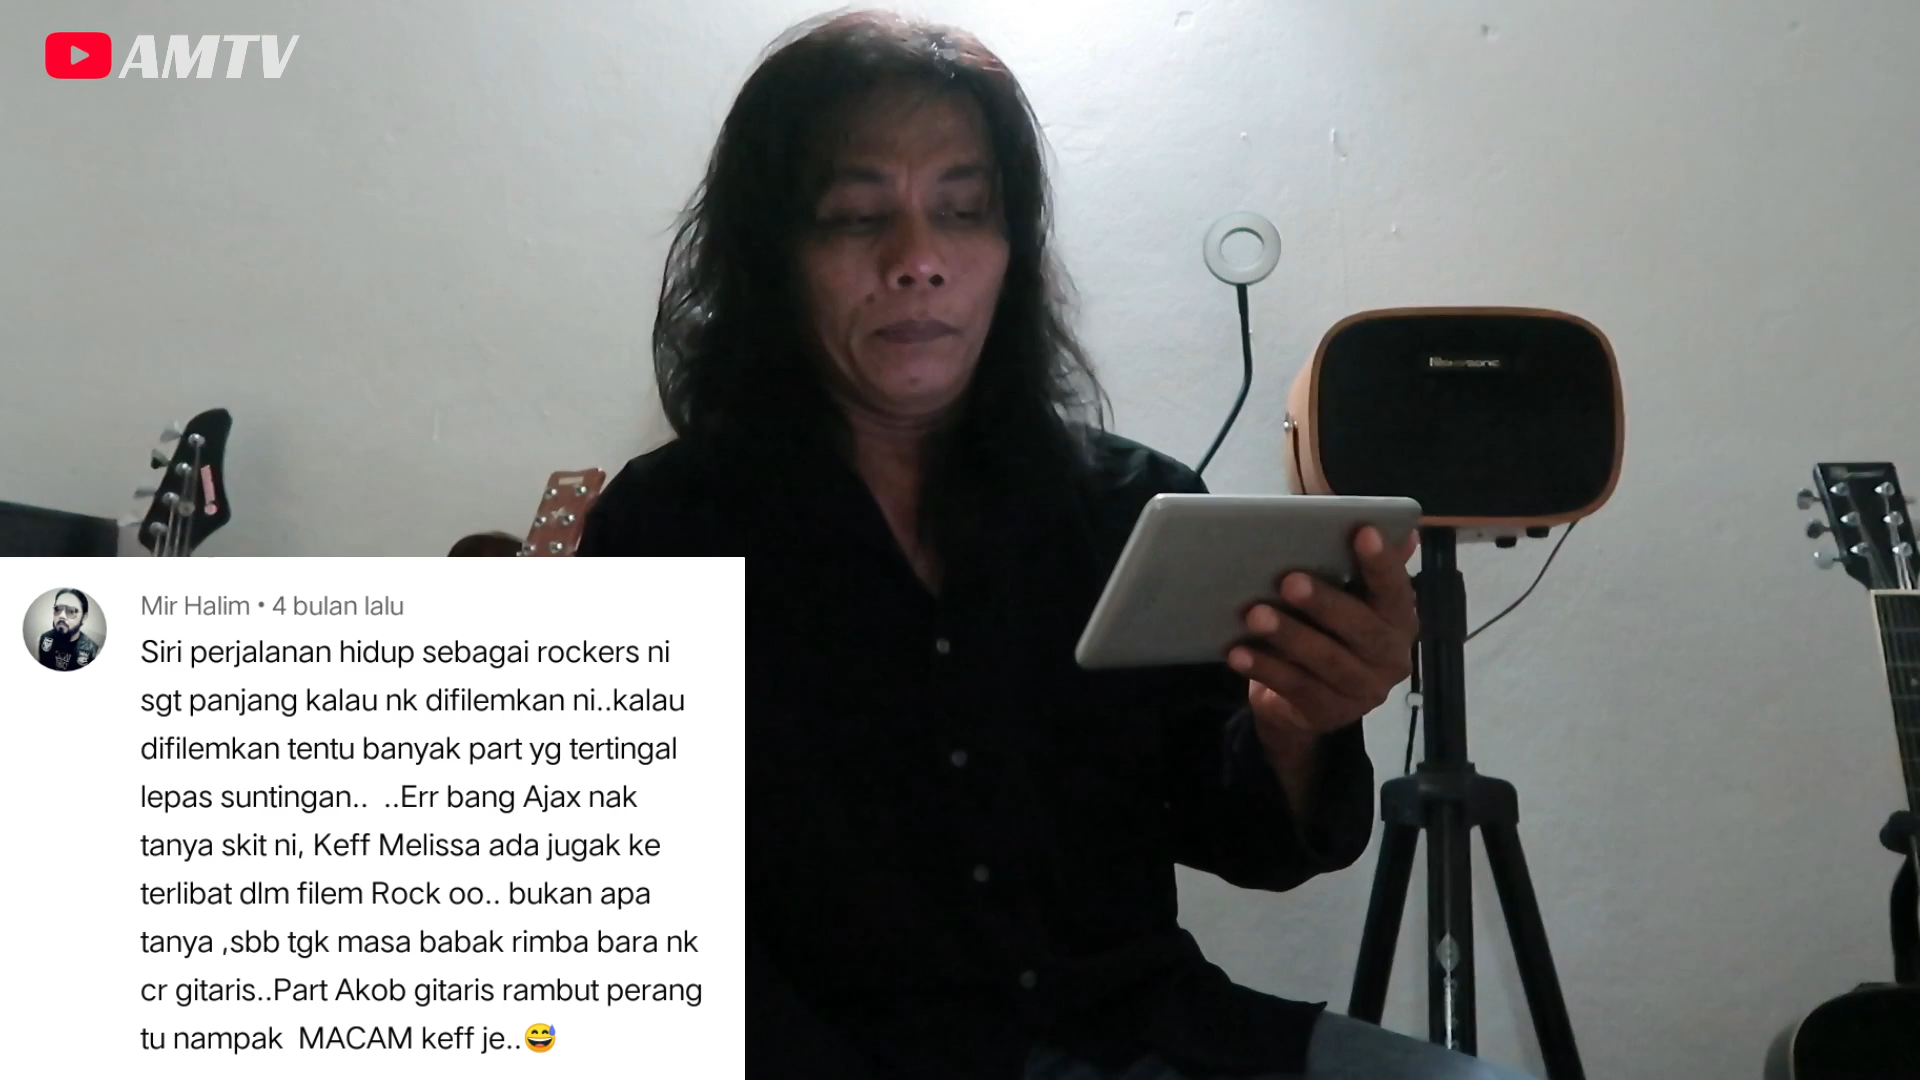 AMTV
Mir Halim • 4 bulan lalu
Siri perjalanan hidup sebagai rockers ni
sgt panjang kalau nk difilemkan ni..kalau
difilemkan tentu banyak part yg tertingal
lepas suntingan..  ..Err bang Ajax nak
tanya skit ni, Keff Melissa ada jugak ke
terlibat dlm filem Rock oo.. bukan apa
tanya ,sbb tgk masa babak rimba bara nk
cr gitaris..Part Akob gitaris rambut perang
tu nampak  MACAM keff je..😅